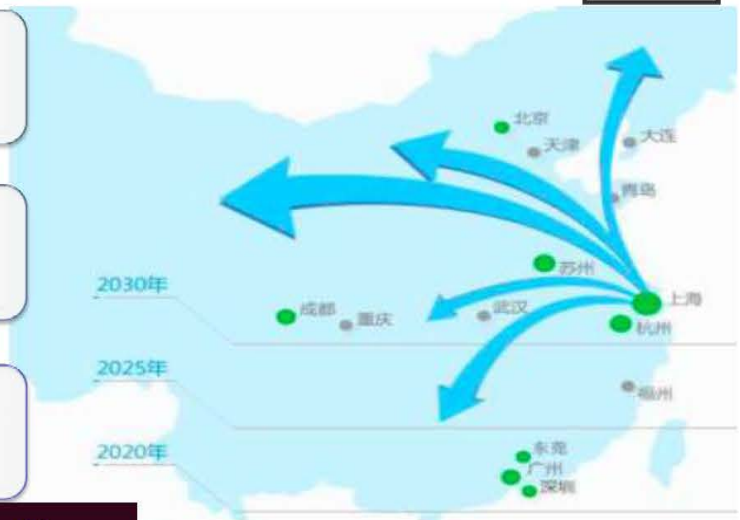 北京
天津
大连
青岛
苏州
2030年
上海
成都
重庆
武汉
杭州
2025年
福州
2020年
东莞
广州
深圳